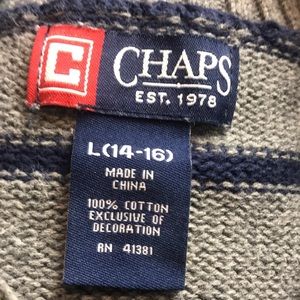 C CHAPS
EST. 1978
L(14-16)
MADE IN
CHINA
100% COTTON
EXCLUSIVE OF
DECORATION
RN 41381